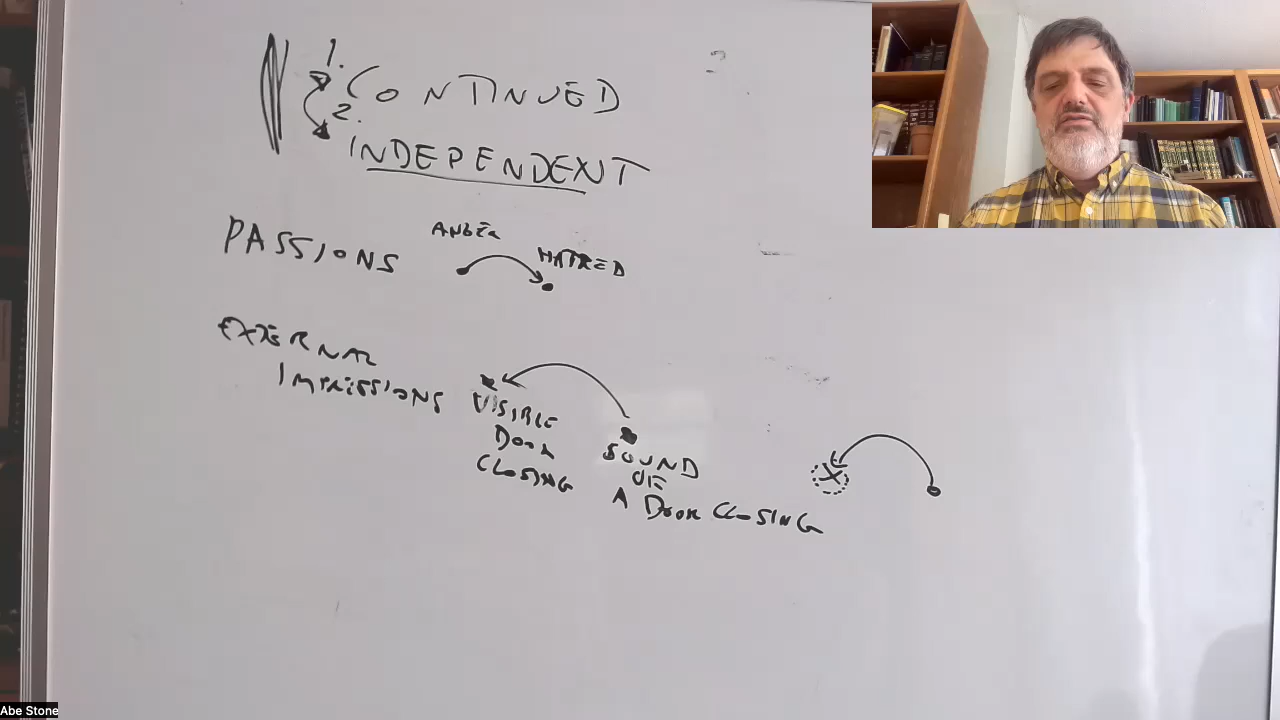 1.
CONTINUED
2.
INDEPENDENT
PASSIONS
ANGER
HATRED
EXTERNAL
IMPRESSIONS
VISIBLE
DOOR
CLOSING
SOUND
OF
A DOOR CLOSING
Abe Stone